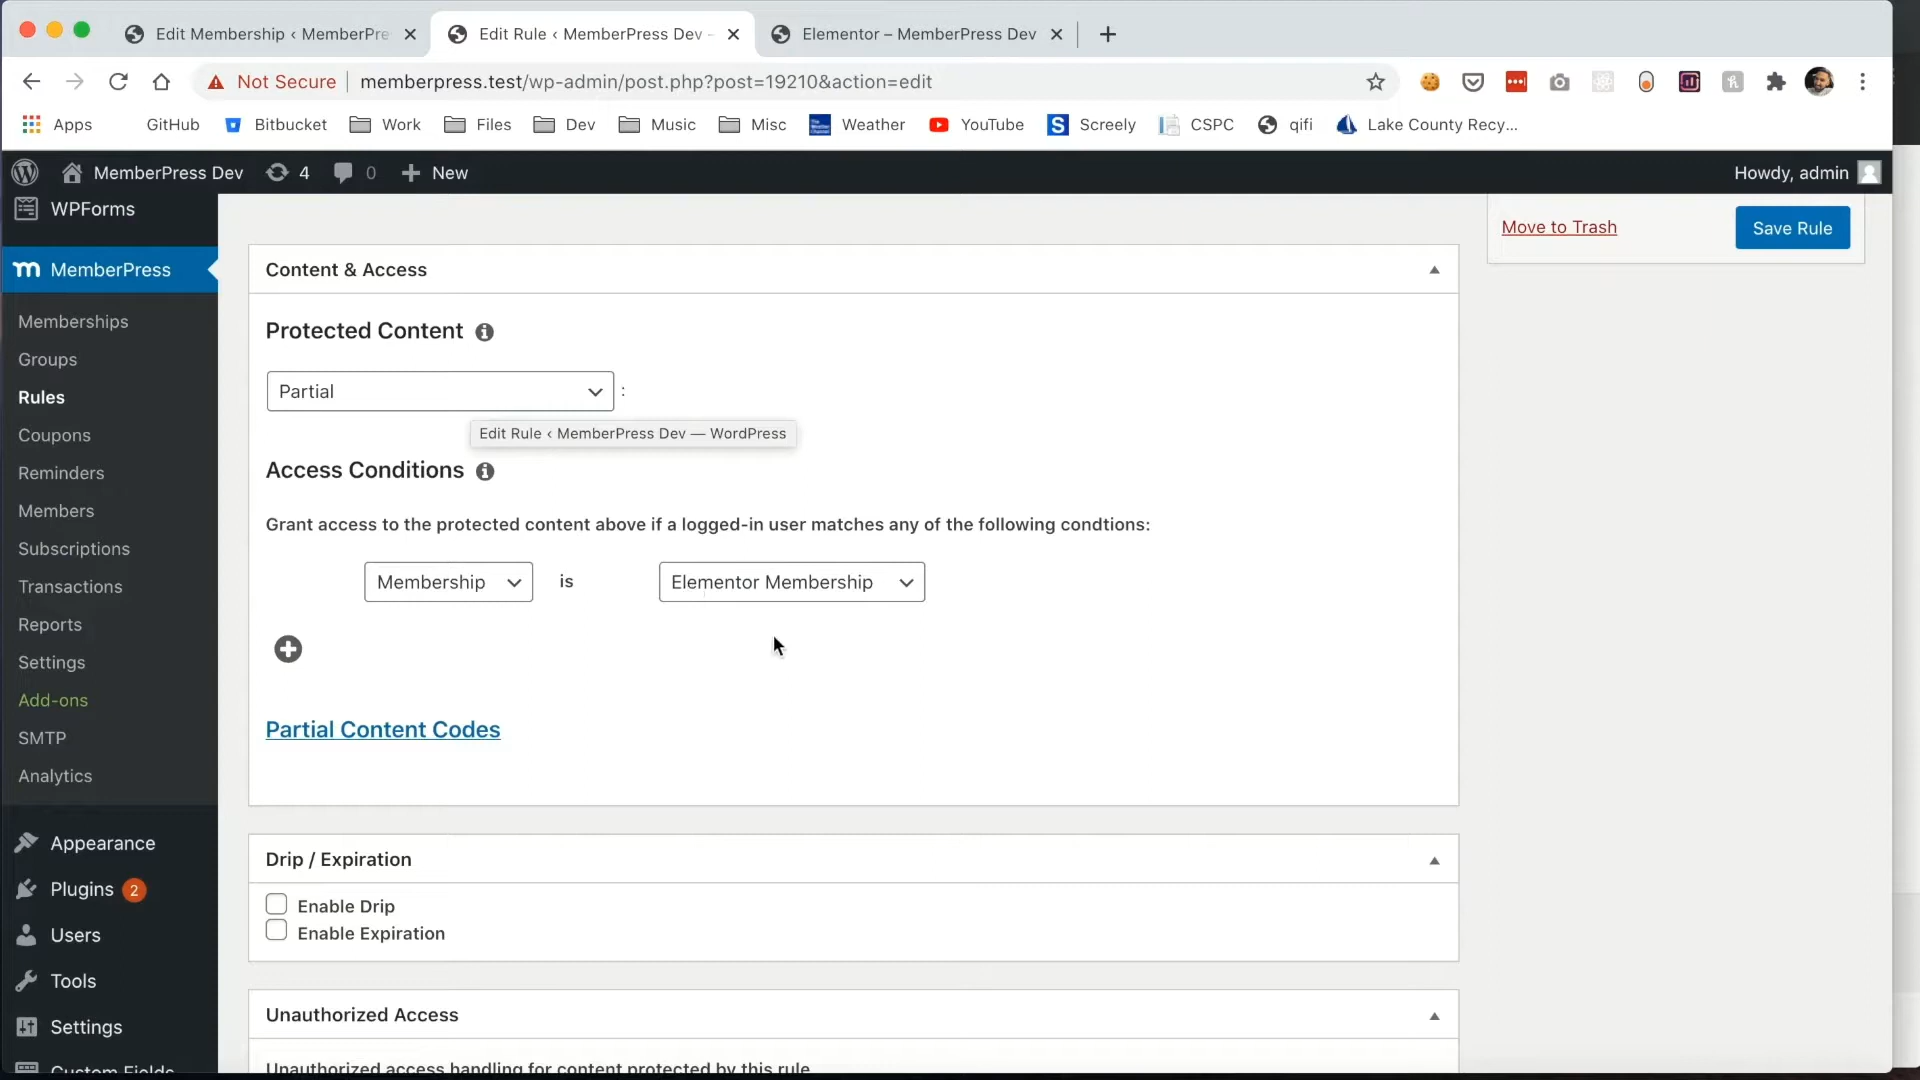 Edit Membership ‹ MemberPre
Edit Rule ‹ MemberPress Dev –
Elementor – MemberPress Dev
Not Secure
memberpress.test/wp-admin/post.php?post=19210&action=edit
Apps
GitHub
Bitbucket
Work
Files
Dev
Music
Misc
Weather
YouTube
Screely
CSPC
qifi
Lake County Recy...
MemberPress Dev
4
0
New
Howdy, admin
WPForms
MemberPress
Memberships
Groups
Rules
Coupons
Reminders
Members
Subscriptions
Transactions
Reports
Settings
Add-ons
SMTP
Analytics
Appearance
Plugins 2
Users
Tools
Settings
Custom Fields
Move to Trash
Save Rule
Content & Access
Protected Content
Partial
:
Edit Rule ‹ MemberPress Dev — WordPress
Access Conditions
Grant access to the protected content above if a logged-in user matches any of the following condtions:
Membership
is
Elementor Membership
Partial Content Codes
Drip / Expiration
Enable Drip
Enable Expiration
Unauthorized Access
Unauthorized access handling for content protected by this rule